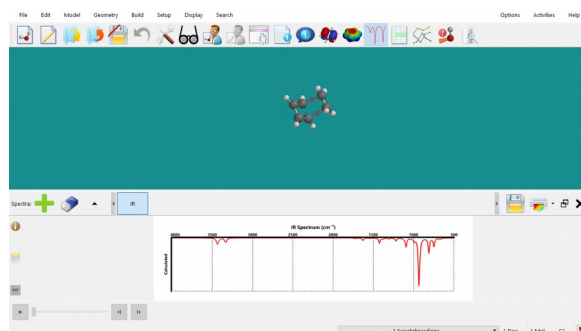 File Edit Model Geometry Build Setup Display Search Options Activities Help
Spectra: IR
IR Spectrum (cm⁻¹)
4000 3500 3000 2500 2000 1500 1000 500
Calculated